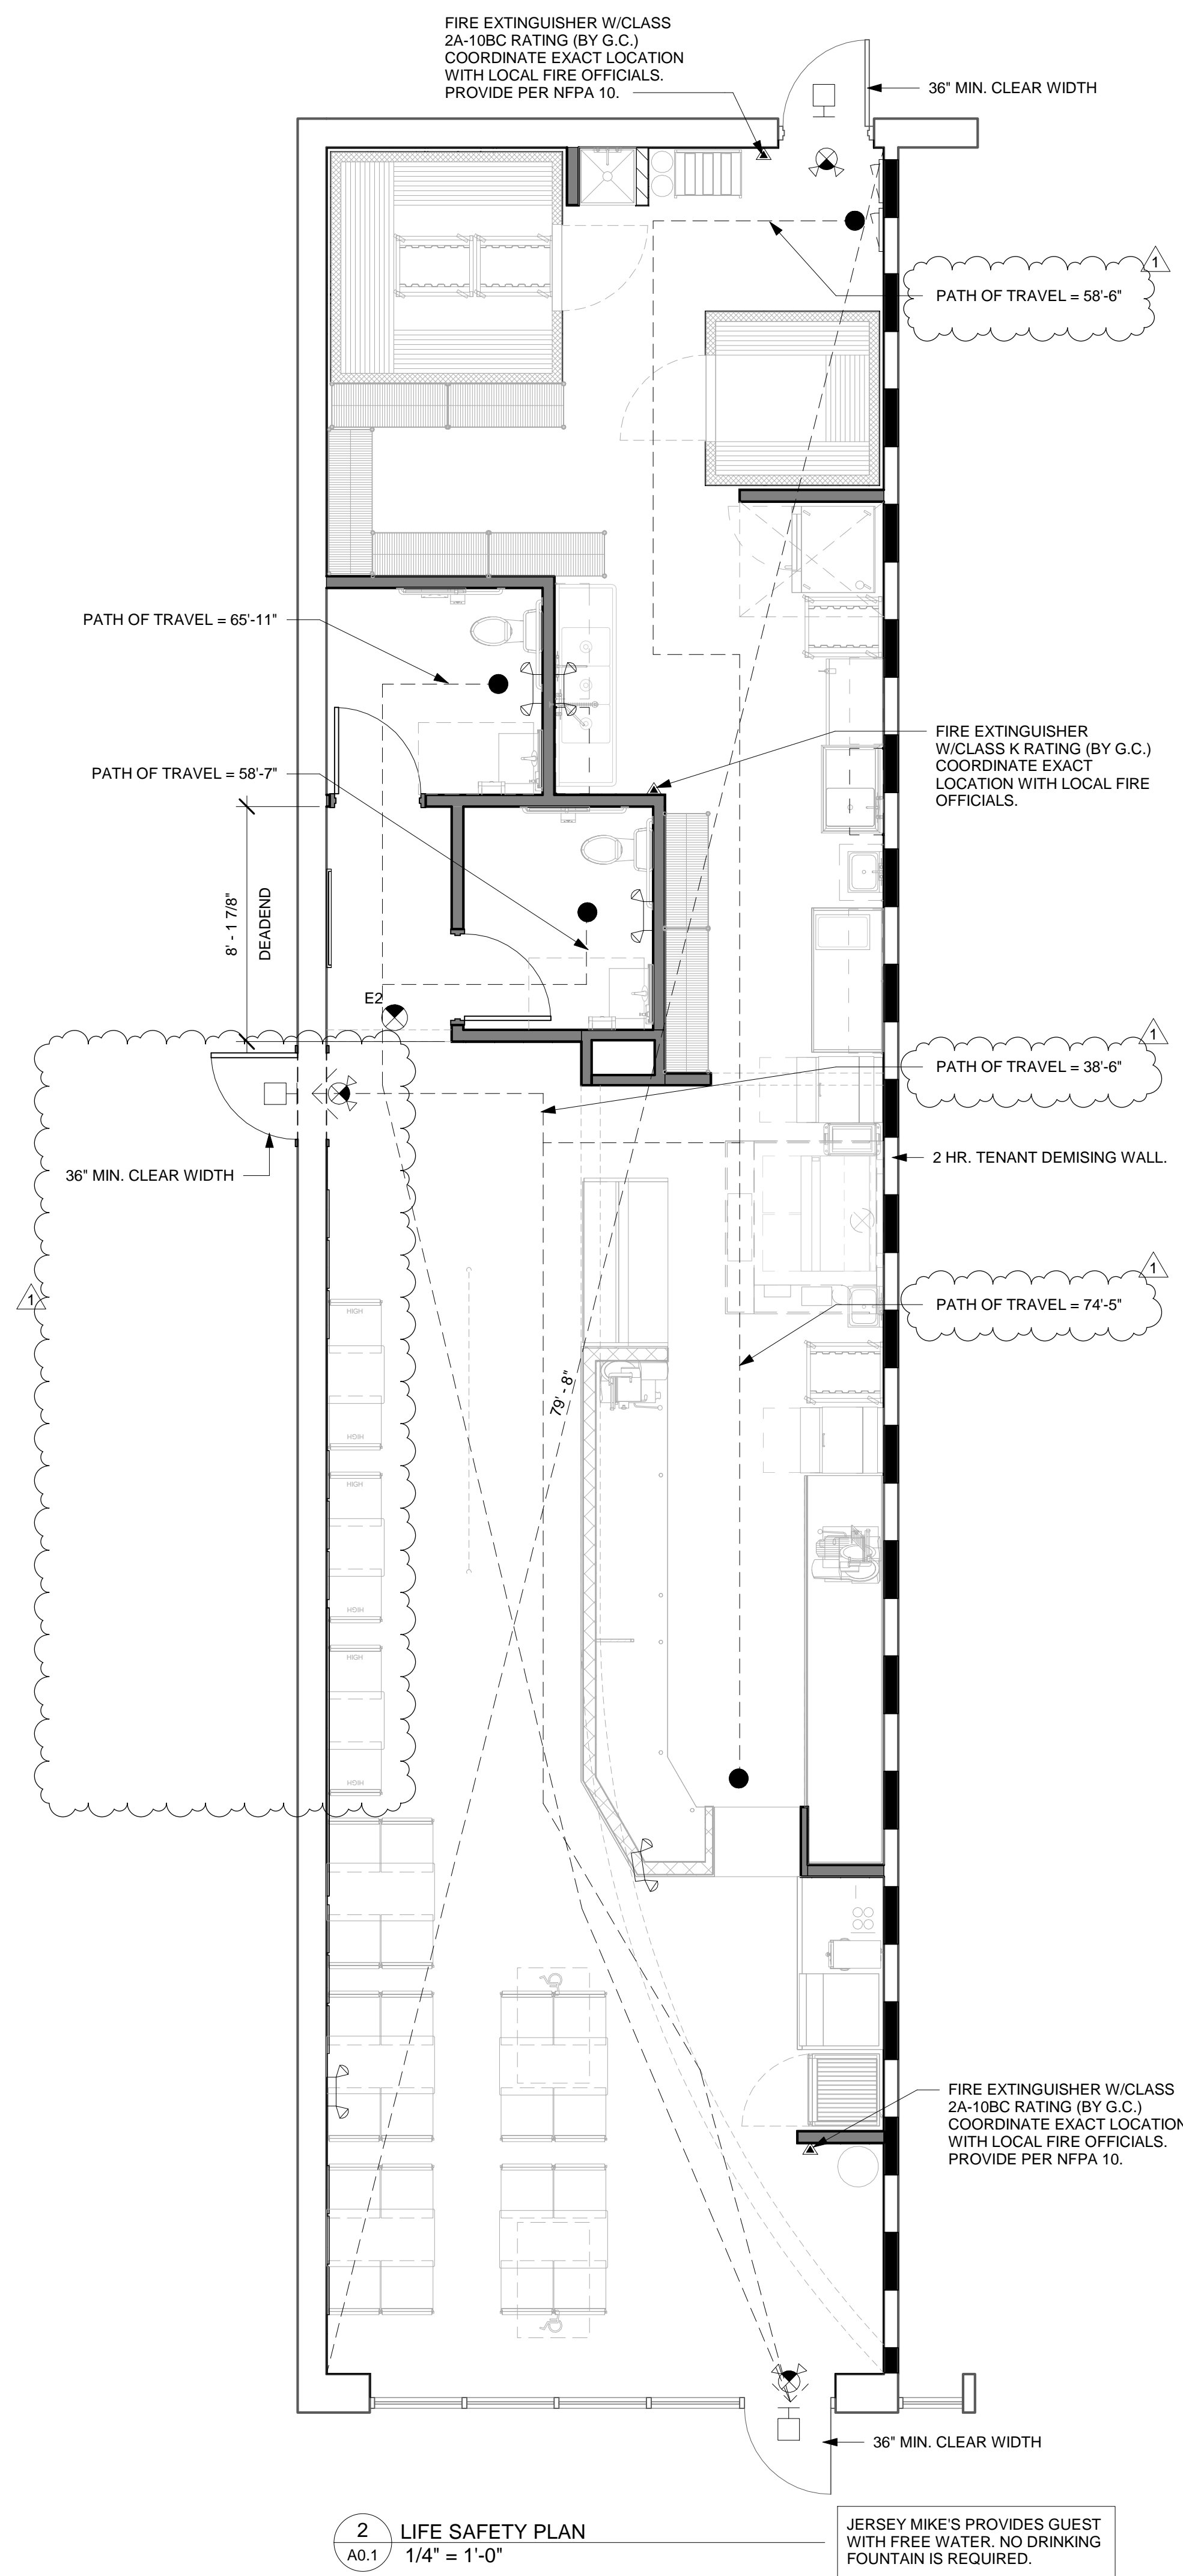 FIRE EXTINGUISHER W/CLASS
2A-10BC RATING (BY G.C.)
COORDINATE EXACT LOCATION
WITH LOCAL FIRE OFFICIALS.
PROVIDE PER NFPA 10.
36" MIN. CLEAR WIDTH
1
PATH OF TRAVEL = 58'-6"
PATH OF TRAVEL = 65'-11"
FIRE EXTINGUISHER
W/CLASS K RATING (BY G.C.)
COORDINATE EXACT
LOCATION WITH LOCAL FIRE
OFFICIALS.
PATH OF TRAVEL = 58'-7"
8' - 1 7/8"
DEADEND
E2
1
PATH OF TRAVEL = 38'-6"
36" MIN. CLEAR WIDTH
2 HR. TENANT DEMISING WALL.
1
PATH OF TRAVEL = 74'-5"
1
HIGH
HIGH
HIGH
HIGH
HIGH
HIGH
79' - 8"
FIRE EXTINGUISHER W/CLASS
2A-10BC RATING (BY G.C.)
COORDINATE EXACT LOCATION
WITH LOCAL FIRE OFFICIALS.
PROVIDE PER NFPA 10.
36" MIN. CLEAR WIDTH
2
A0.1
LIFE SAFETY PLAN
1/4" = 1'-0"
JERSEY MIKE'S PROVIDES GUEST
WITH FREE WATER. NO DRINKING
FOUNTAIN IS REQUIRED.